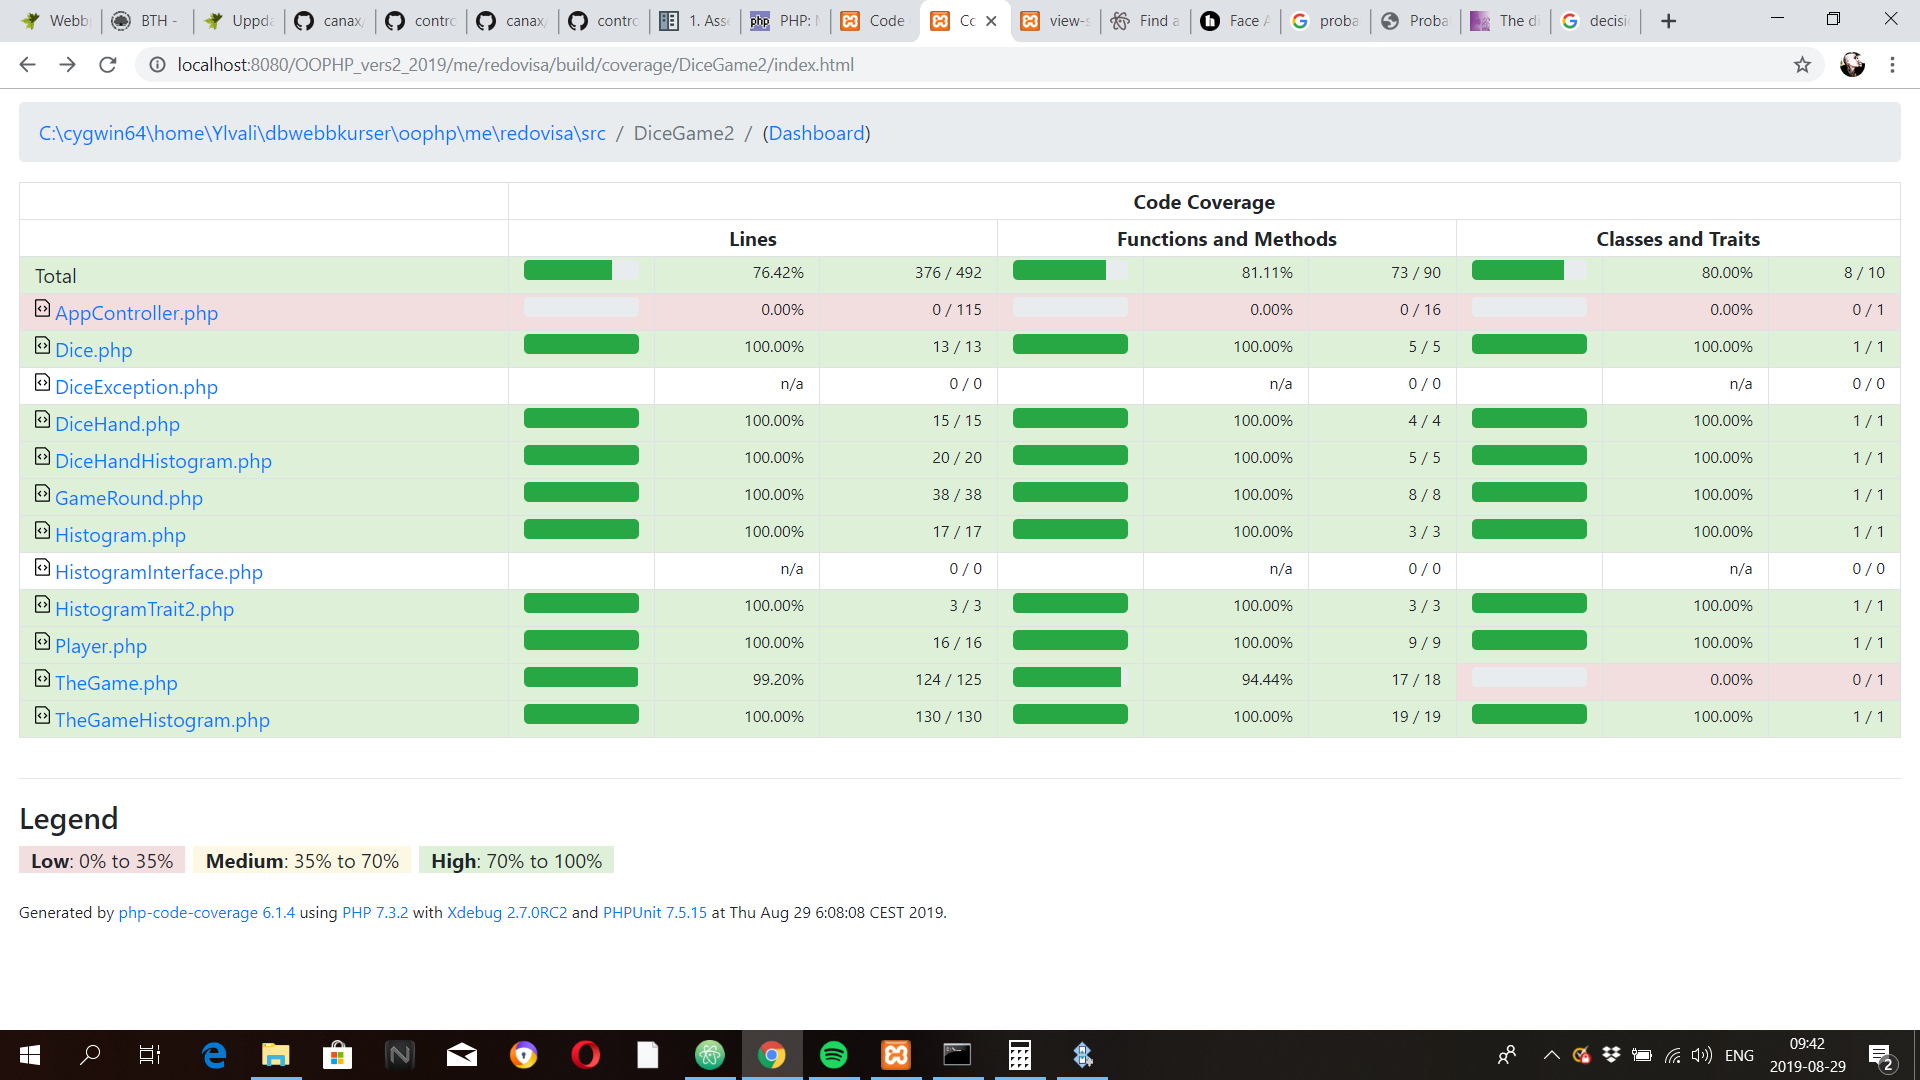 Webb
BTH -
Uppda
canax/
contro
canax/
contro
1. Asse
php PHP: M
Code
Co
view-s
Find a
Face A
proba
Proba
The di
decisio
localhost:8080/OOPHP_vers2_2019/me/redovisa/build/coverage/DiceGame2/index.html
C:\cygwin64\home\Ylvali\dbwebbkurser\oophp\me\redovisa\src / DiceGame2 / (Dashboard)
Code Coverage
Lines Functions and Methods Classes and Traits
Total 76.42% 376 / 492 81.11% 73 / 90 80.00% 8 / 10
AppController.php 0.00% 0 / 115 0.00% 0 / 16 0.00% 0 / 1
Dice.php 100.00% 13 / 13 100.00% 5 / 5 100.00% 1 / 1
DiceException.php n/a 0 / 0 n/a 0 / 0 n/a 0 / 0
DiceHand.php 100.00% 15 / 15 100.00% 4 / 4 100.00% 1 / 1
DiceHandHistogram.php 100.00% 20 / 20 100.00% 5 / 5 100.00% 1 / 1
GameRound.php 100.00% 38 / 38 100.00% 8 / 8 100.00% 1 / 1
Histogram.php 100.00% 17 / 17 100.00% 3 / 3 100.00% 1 / 1
HistogramInterface.php n/a 0 / 0 n/a 0 / 0 n/a 0 / 0
HistogramTrait2.php 100.00% 3 / 3 100.00% 3 / 3 100.00% 1 / 1
Player.php 100.00% 16 / 16 100.00% 9 / 9 100.00% 1 / 1
TheGame.php 99.20% 124 / 125 94.44% 17 / 18 0.00% 0 / 1
TheGameHistogram.php 100.00% 130 / 130 100.00% 19 / 19 100.00% 1 / 1
Legend
Low: 0% to 35% Medium: 35% to 70% High: 70% to 100%
Generated by php-code-coverage 6.1.4 using PHP 7.3.2 with Xdebug 2.7.0RC2 and PHPUnit 7.5.15 at Thu Aug 29 6:08:08 CEST 2019.
ENG
09:42
2019-08-29
2